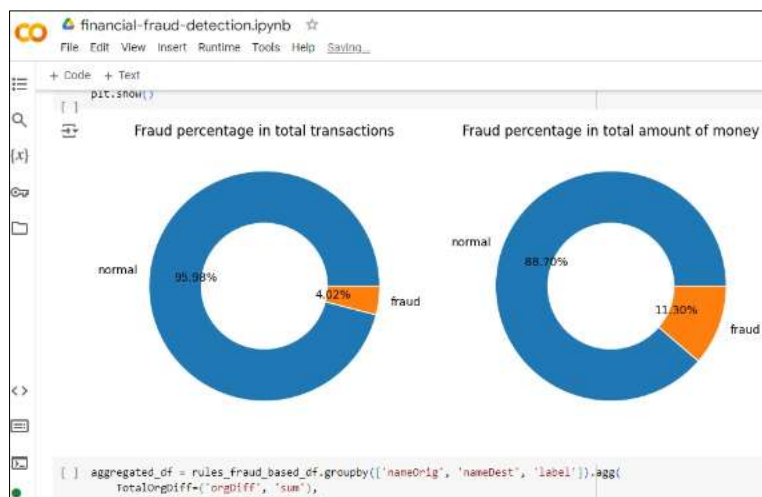 financial-fraud-detection.ipynb
File Edit View Insert Runtime Tools Help Saving...
+ Code + Text
plt.show()
[ ]
{x}
Fraud percentage in total transactions
normal
95.98%
4.02%
fraud
Fraud percentage in total amount of money
normal
88.70%
11.30%
fraud
<>
[ ] aggregated_df = rules_fraud_based_df.groupby(['nameOrig', 'nameDest', 'label']).agg(
TotalOrgDiff=('orgDiff', 'sum'),